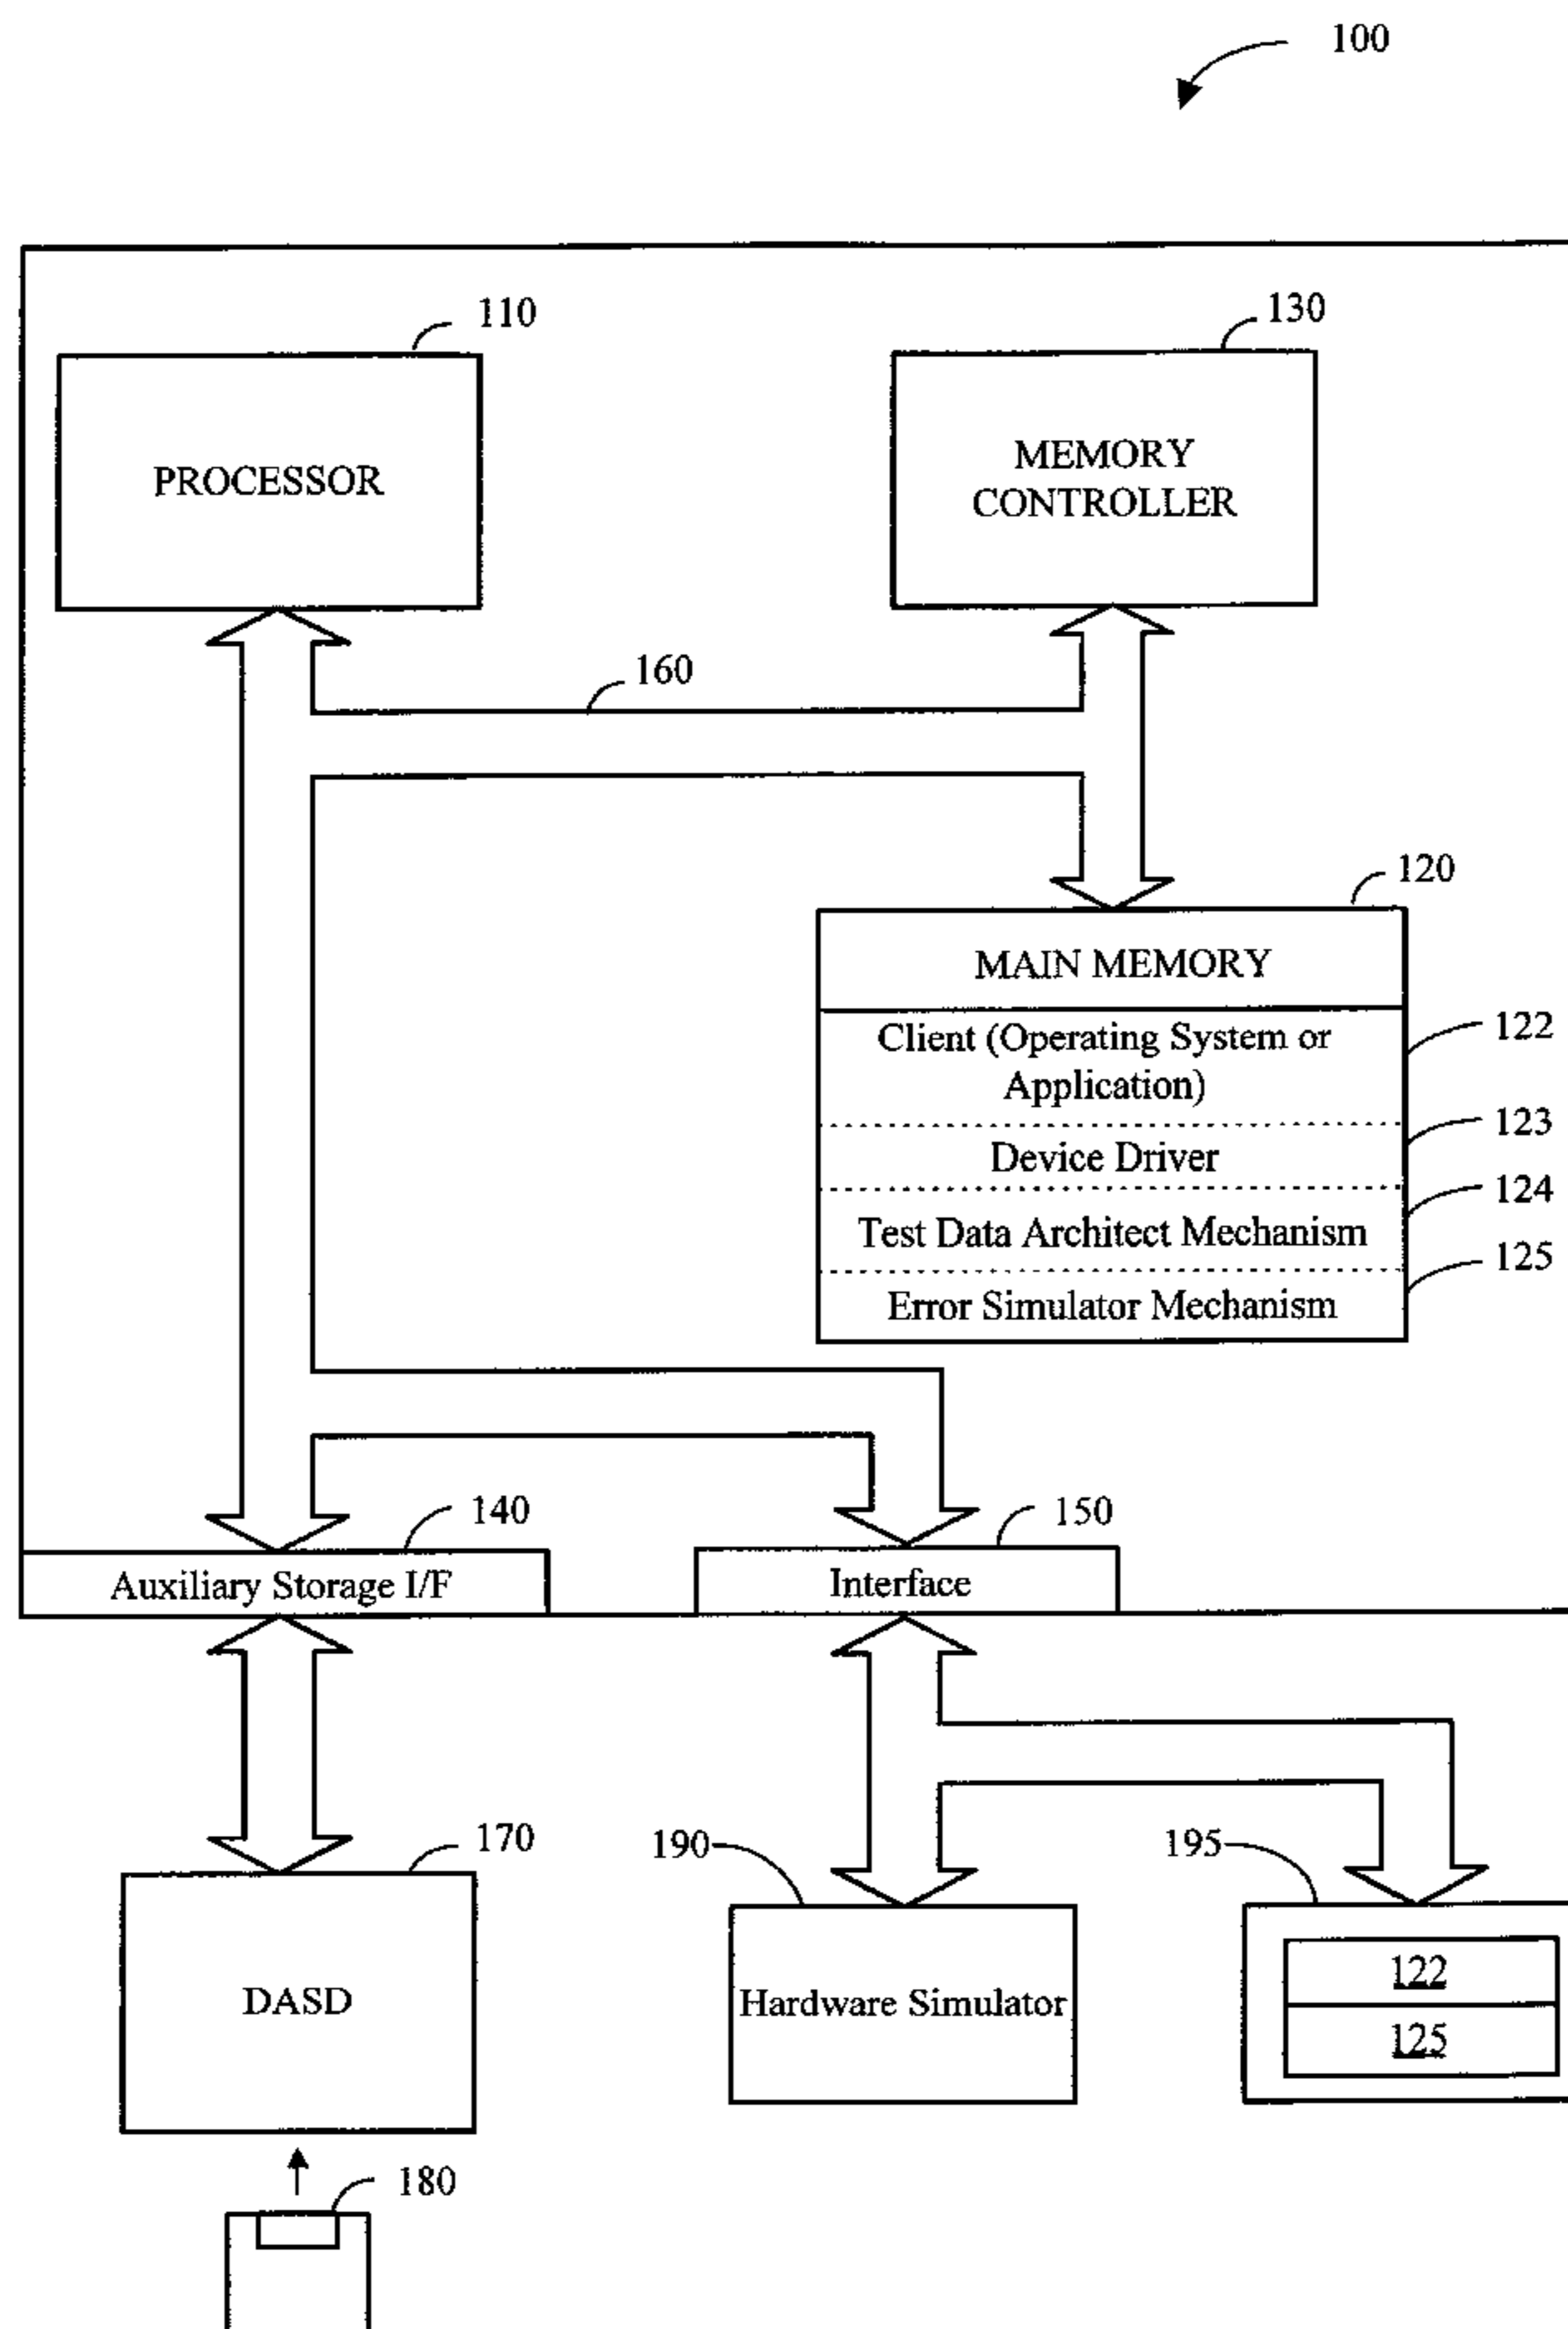 100
110
130
PROCESSOR
MEMORY
CONTROLLER
160
120
MAIN MEMORY
Client (Operating System or
Application)
122
Device Driver
123
Test Data Architect Mechanism
124
Error Simulator Mechanism
125
140
150
Auxiliary Storage I/F
Interface
170
190
195
DASD
Hardware Simulator
122
125
180